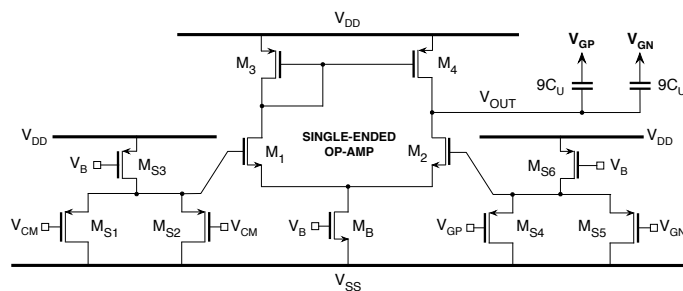 V_DD
V_GP V_GN
M_3 M_4
9C_U 9C_U
V_OUT
V_DD SINGLE-ENDED V_DD
OP-AMP
M_1 M_2
V_B M_S3 M_S6 V_B
V_CM M_S1 M_S2 V_CM V_B M_B V_GP M_S4 M_S5 V_GN
V_SS